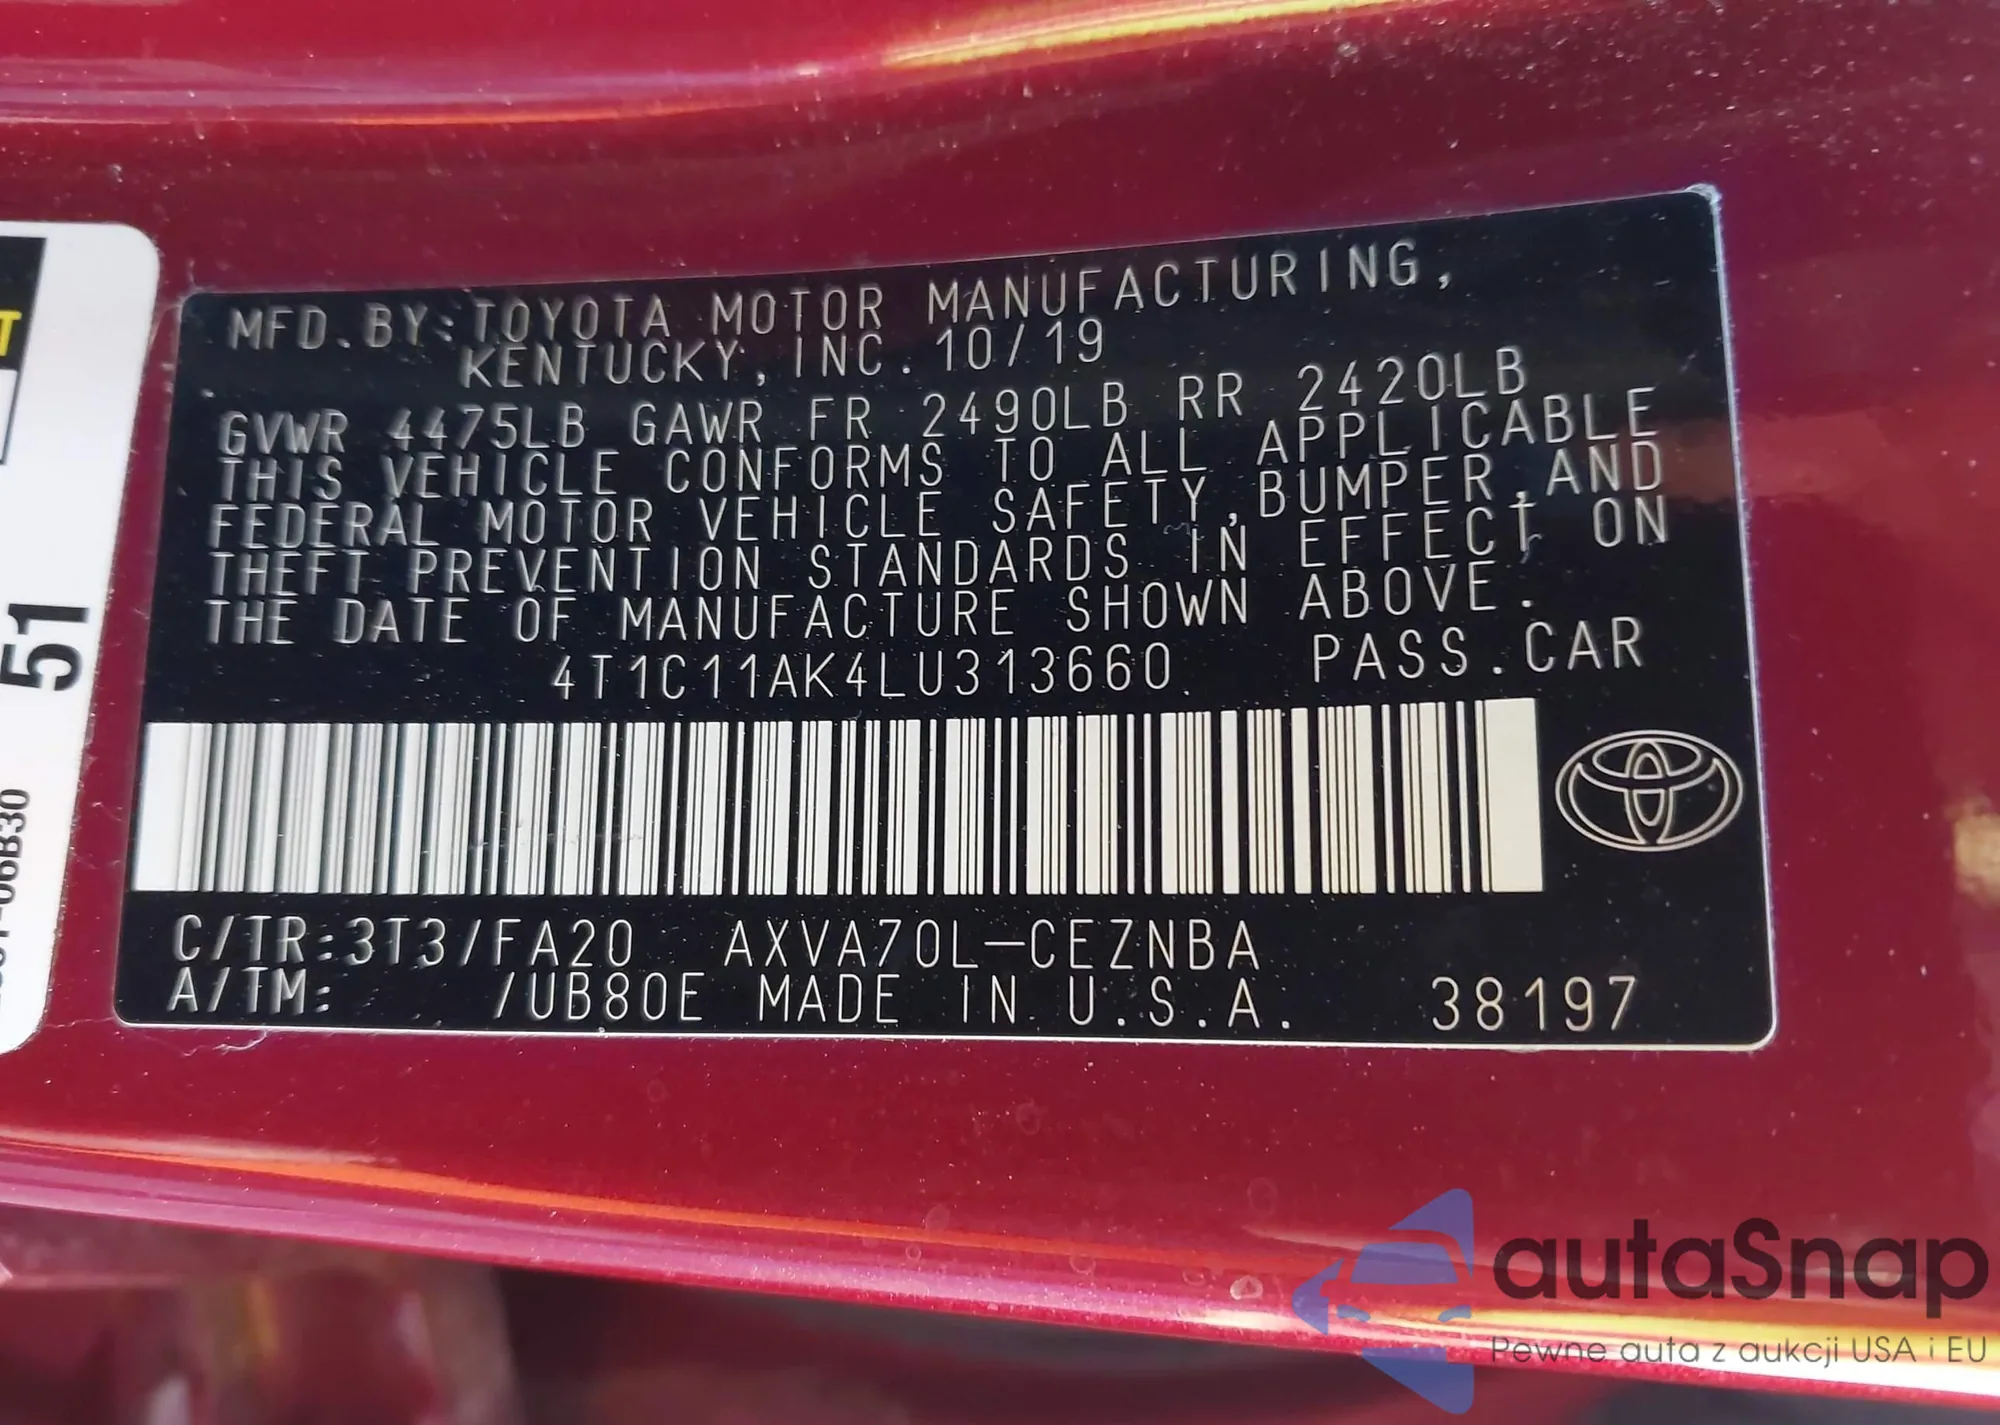 MFD.BY:TOYOTA MOTOR MANUFACTURING,
KENTUCKY, INC. 10/19
GVWR 4475LB GAWR FR 2490LB RR 2420LB
THIS VEHICLE CONFORMS TO ALL APPLICABLE
FEDERAL MOTOR VEHICLE SAFETY,BUMPER,AND
THEFT PREVENTION STANDARDS IN EFFECT ON
THE DATE OF MANUFACTURE SHOWN ABOVE.
4T1C11AK4LU313660 PASS.CAR
C/TR:3T3/FA20 AXVA70L-CEZNBA
A/TM: /UB80E MADE IN U.S.A. 38197
T
51
autaSnap
Pewne auta z aukcji USA i EU